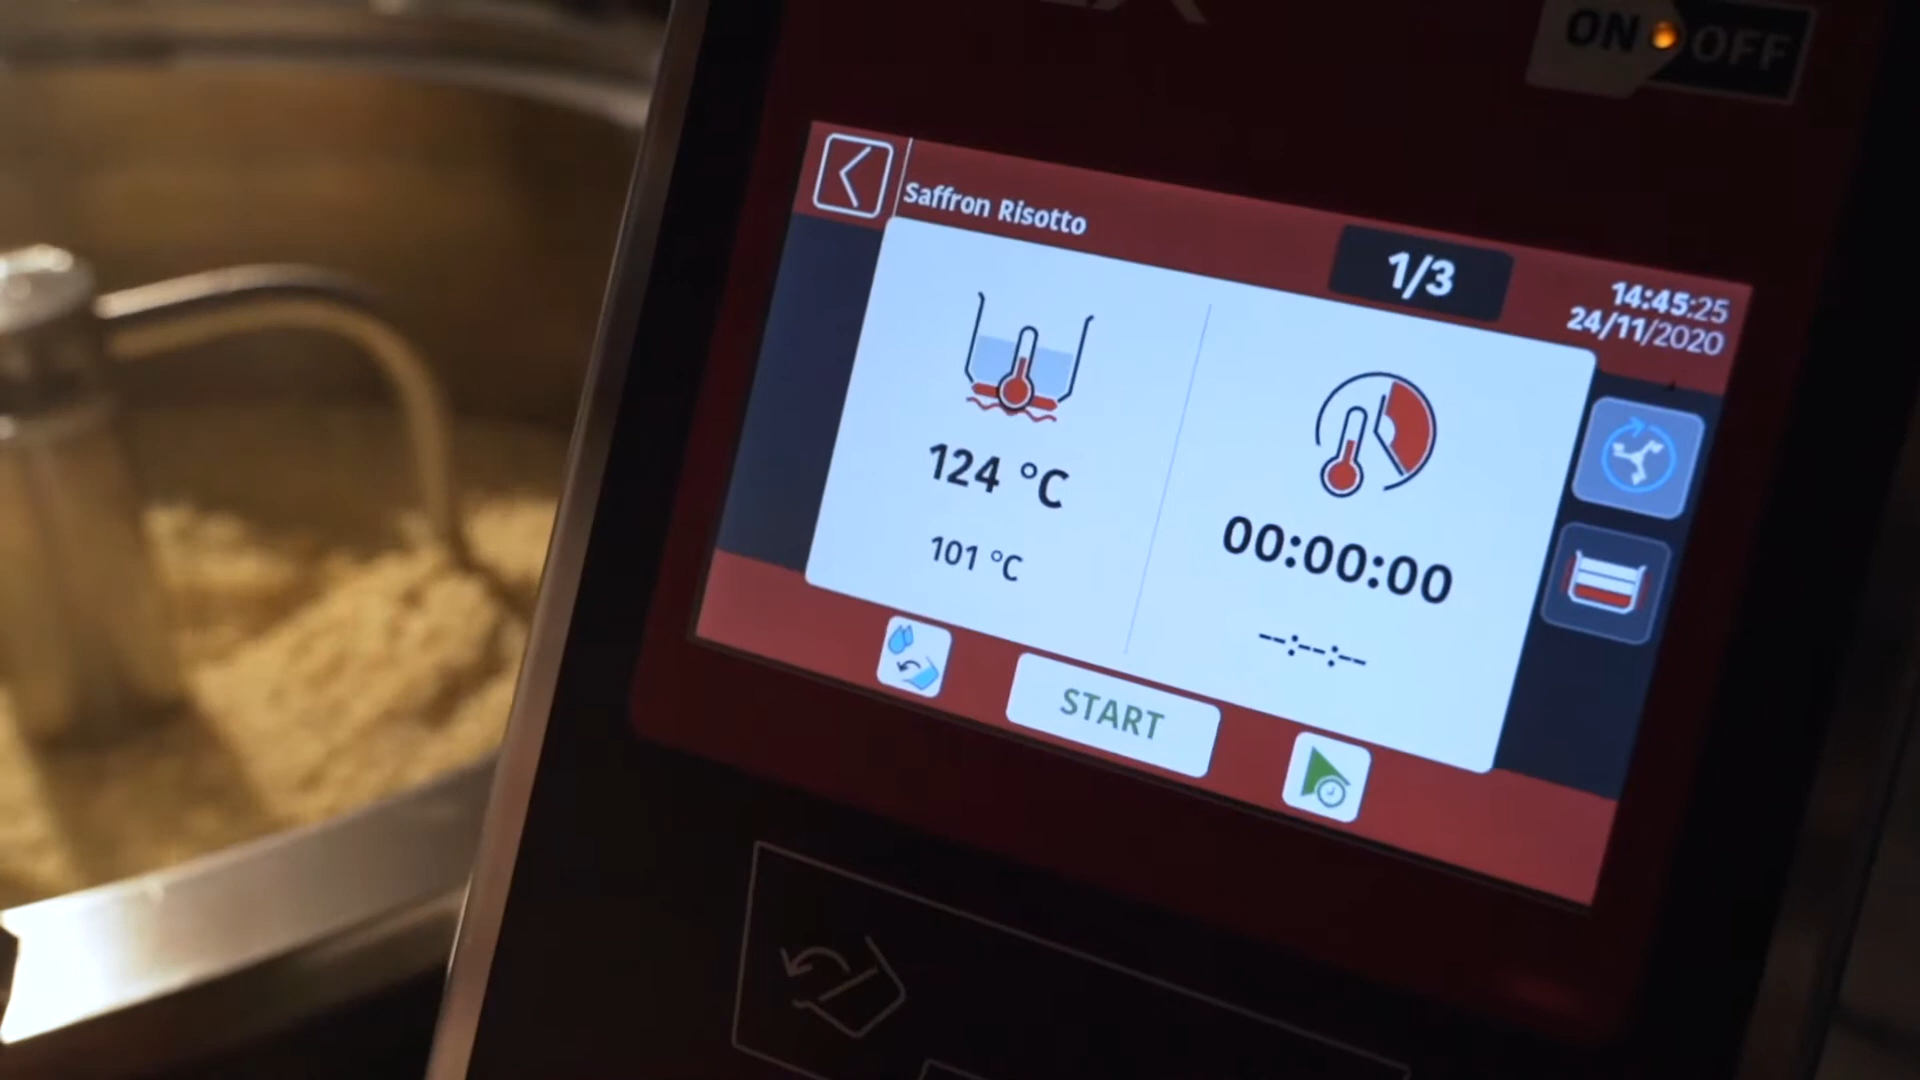 ON OFF
Saffron Risotto
1/3
14:45:25
24/11/2020
124 °C
101 °C
00:00:00
--:--:--
START